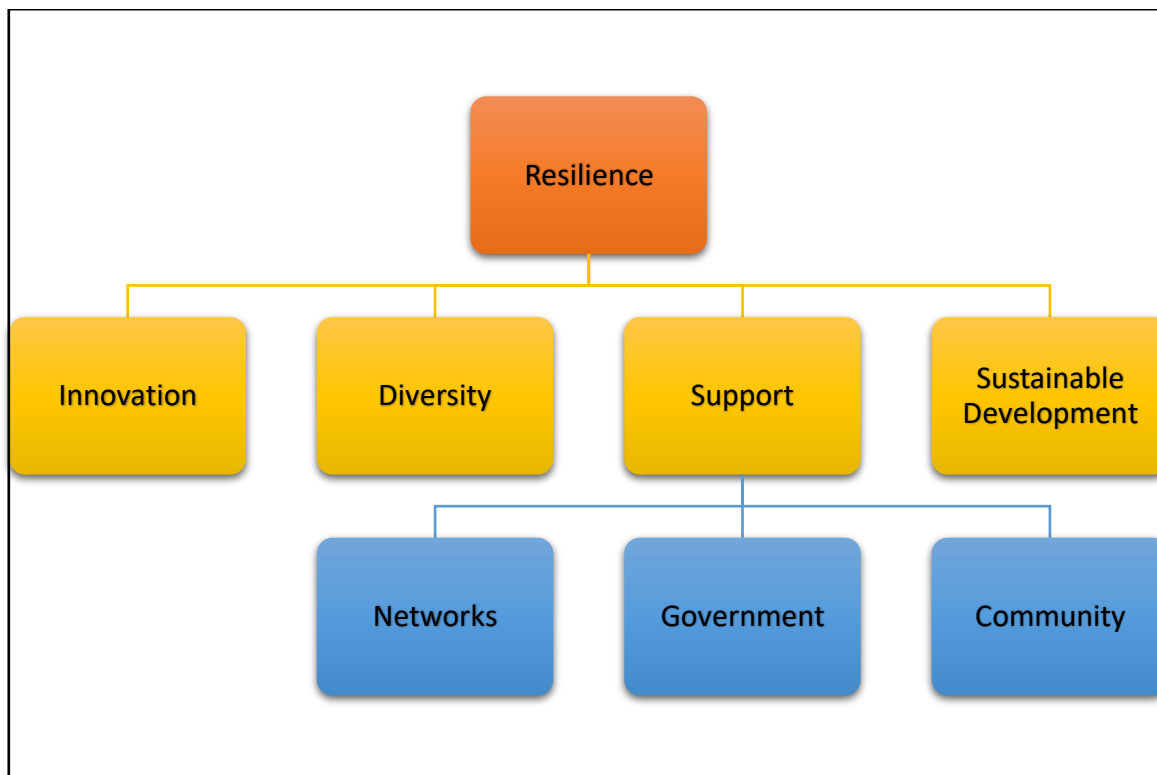 Resilience
Innovation
Diversity
Support
Sustainable
Development
Networks
Government
Community